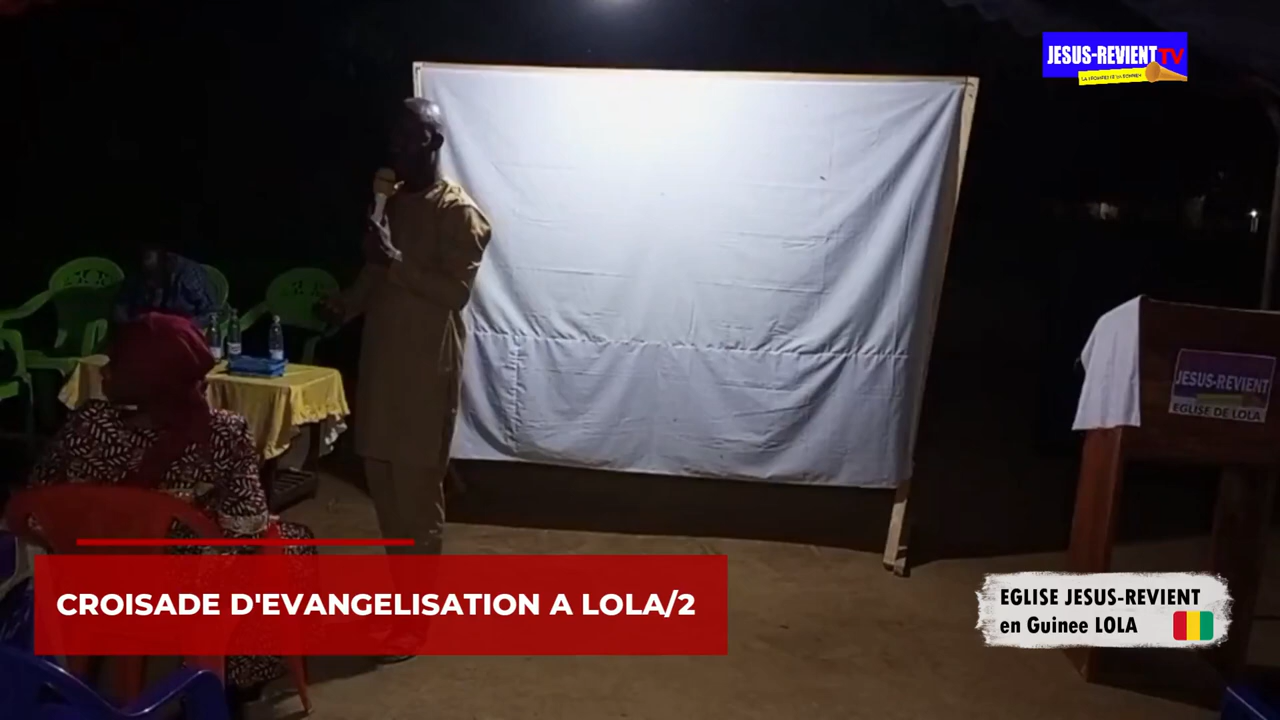 JESUS-REVIENT TV
JESUS-REVIENT
EGLISE DE LOLA
CROISADE D'EVANGELISATION A LOLA/2
EGLISE JESUS-REVIENT
en Guinee LOLA